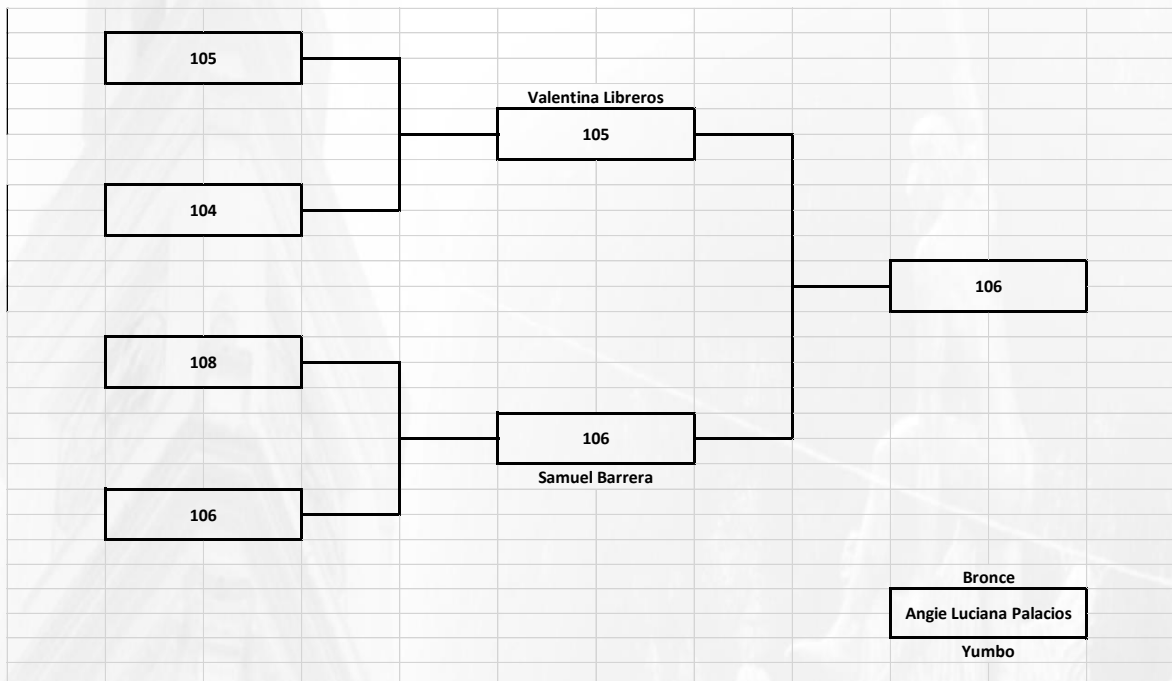 105
Valentina Libreros
105
104
106
108
106
Samuel Barrera
106
Bronce
Angie Luciana Palacios
Yumbo